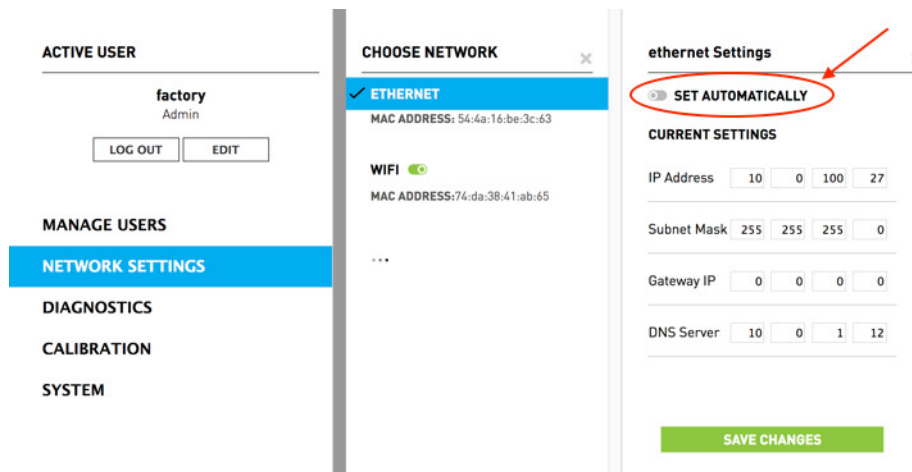 ACTIVE USER
factory
Admin
LOG OUT
EDIT
MANAGE USERS
NETWORK SETTINGS
DIAGNOSTICS
CALIBRATION
SYSTEM
CHOOSE NETWORK
ETHERNET
MAC ADDRESS: 54:4a:16:be:3c:63
WIFI
MAC ADDRESS:74:da:38:41:ab:65
...
ethernet Settings
SET AUTOMATICALLY
CURRENT SETTINGS
IP Address 10 0 100 27
Subnet Mask 255 255 255 0
Gateway IP 0 0 0 0
DNS Server 10 0 1 12
SAVE CHANGES